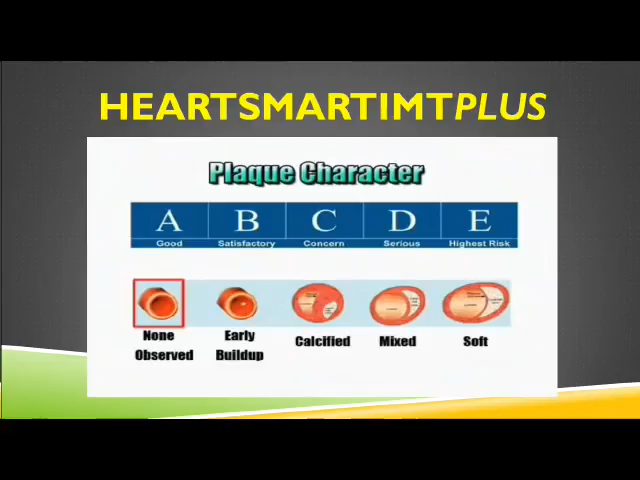 HEARTSMARTIMTPLUS
Plaque Character
A B C D E
Good Satisfactory Concern Serious Highest Risk
None Observed
Early Buildup
Calcified
Mixed
Soft